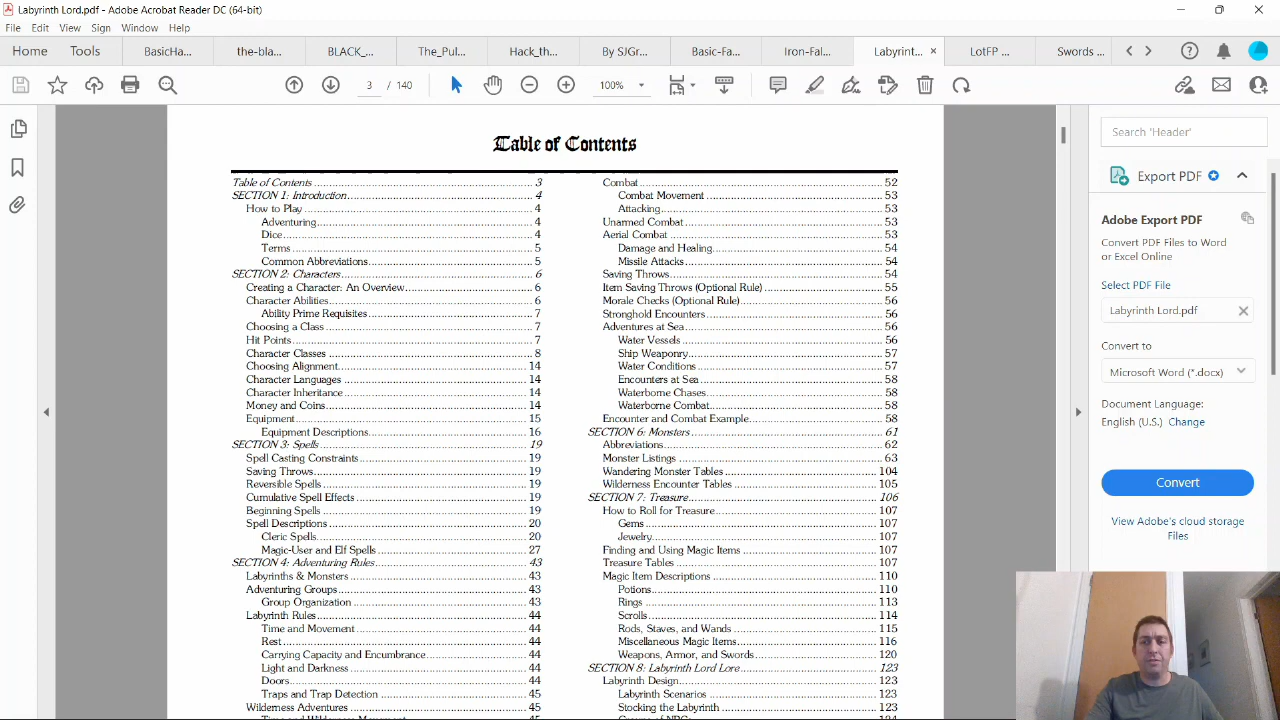 Labyrinth Lord.pdf - Adobe Acrobat Reader DC (64-bit)
File Edit View Sign Window Help
Home Tools BasicHa... the-bla... BLACK_... The_Pul... Hack_th... By SJGr... Basic-Fa... Iron-Fal... Labyrint... LotFP ... Swords ...
3 / 140 100%
Table of Contents
Table of Contents 3
SECTION 1: Introduction 4
How to Play 4
Adventuring 4
Dice 4
Terms 5
Common Abbreviations 5
SECTION 2: Characters 6
Creating a Character: An Overview 6
Character Abilities 6
Ability Prime Requisites 7
Choosing a Class 7
Hit Points 7
Character Classes 8
Choosing Alignment 14
Character Languages 14
Character Inheritance 14
Money and Coins 14
Equipment 15
Equipment Descriptions 16
SECTION 3: Spells 19
Spell Casting Constraints 19
Saving Throws 19
Reversible Spells 19
Cumulative Spell Effects 19
Beginning Spells 19
Spell Descriptions 20
Cleric Spells 20
Magic-User and Elf Spells 27
SECTION 4: Adventuring Rules 43
Labyrinths & Monsters 43
Adventuring Groups 43
Group Organization 43
Labyrinth Rules 44
Time and Movement 44
Rest 44
Carrying Capacity and Encumbrance 44
Light and Darkness 44
Doors 44
Traps and Trap Detection 45
Wilderness Adventures 45
Time and Wilderness Movement 45
Combat 52
Combat Movement 53
Attacking 53
Unarmed Combat 53
Aerial Combat 53
Damage and Healing 54
Missile Attacks 54
Saving Throws 54
Item Saving Throws (Optional Rule) 55
Morale Checks (Optional Rule) 56
Stronghold Encounters 56
Adventures at Sea 56
Water Vessels 56
Ship Weaponry 57
Water Conditions 57
Encounters at Sea 58
Waterborne Chases 58
Waterborne Combat 58
Encounter and Combat Example 58
SECTION 6: Monsters 61
Abbreviations 62
Monster Listings 63
Wandering Monster Tables 104
Wilderness Encounter Tables 105
SECTION 7: Treasure 106
How to Roll for Treasure 107
Gems 107
Jewelry 107
Finding and Using Magic Items 107
Treasure Tables 107
Magic Item Descriptions 110
Potions 110
Rings 113
Scrolls 114
Rods, Staves, and Wands 115
Miscellaneous Magic Items 116
Weapons, Armor, and Swords 120
SECTION 8: Labyrinth Lord Lore 123
Labyrinth Design 123
Labyrinth Scenarios 123
Stocking the Labyrinth 123
Groups of NPCs 124
Search 'Header'
Export PDF
Adobe Export PDF
Convert PDF Files to Word
or Excel Online
Select PDF File
Labyrinth Lord.pdf
Convert to
Microsoft Word (*.docx)
Document Language:
English (U.S.) Change
Convert
View Adobe's cloud storage
Files